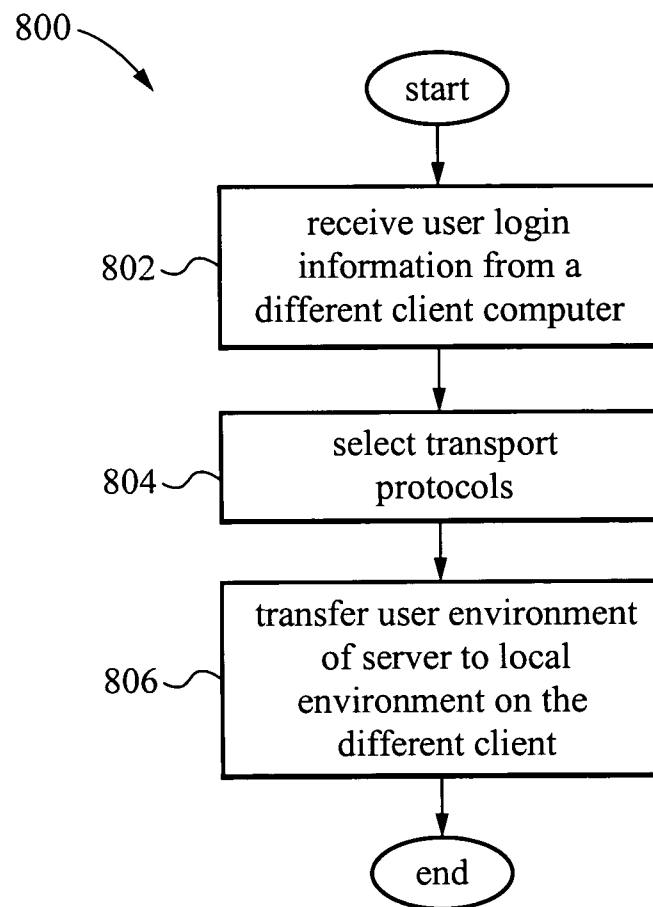 800
start
802
receive user login
information from a
different client computer
804
select transport
protocols
806
transfer user environment
of server to local
environment on the
different client
end